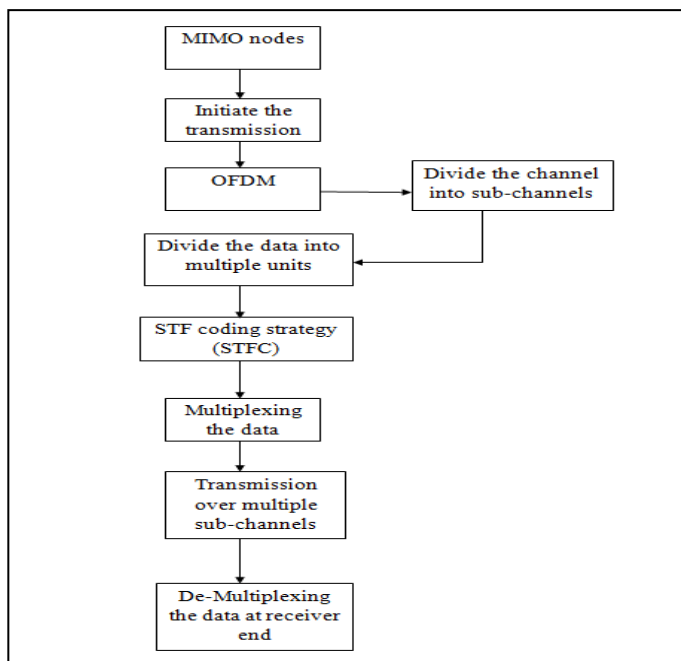 MIMO nodes
Initiate the
transmission
OFDM
Divide the channel
into sub-channels
Divide the data into
multiple units
STF coding strategy
(STFC)
Multiplexing
the data
Transmission
over multiple
sub-channels
De-Multiplexing
the data at receiver
end